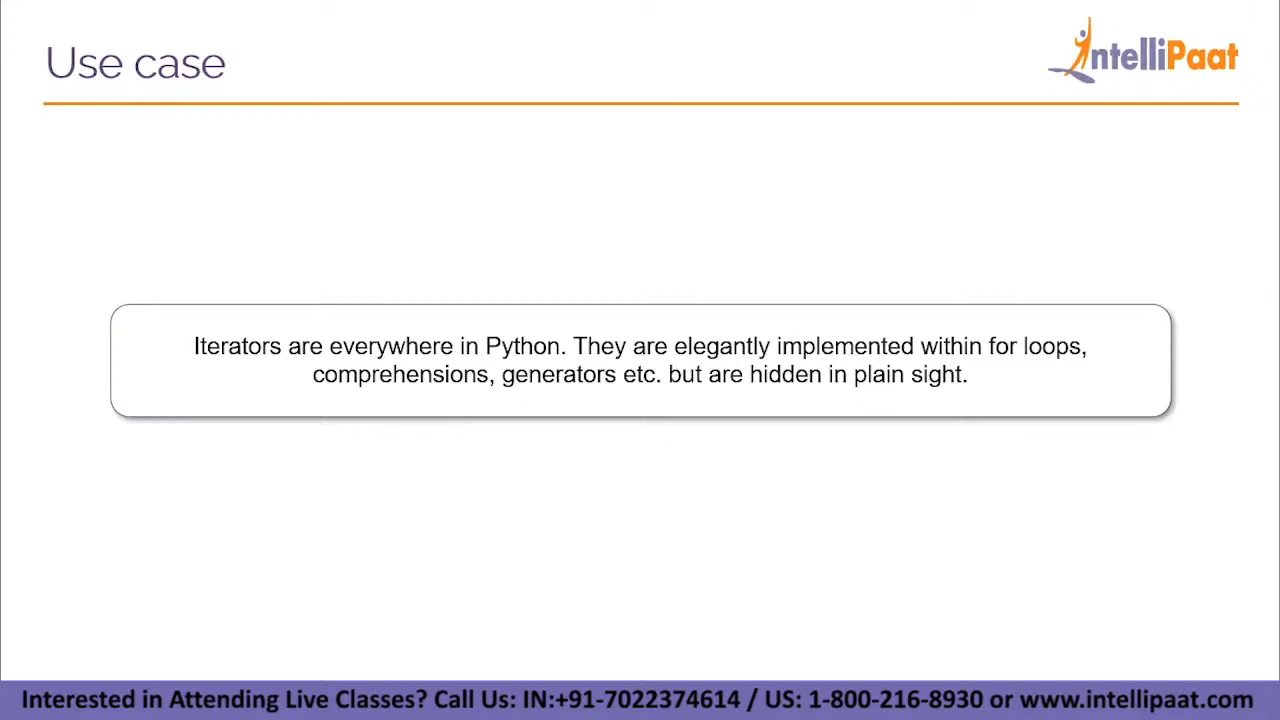 Use case
IntelliPaat
Iterators are everywhere in Python. They are elegantly implemented within for loops,
comprehensions, generators etc. but are hidden in plain sight.
Interested in Attending Live Classes? Call Us: IN:+91-7022374614 / US: 1-800-216-8930 or www.intellipaat.com